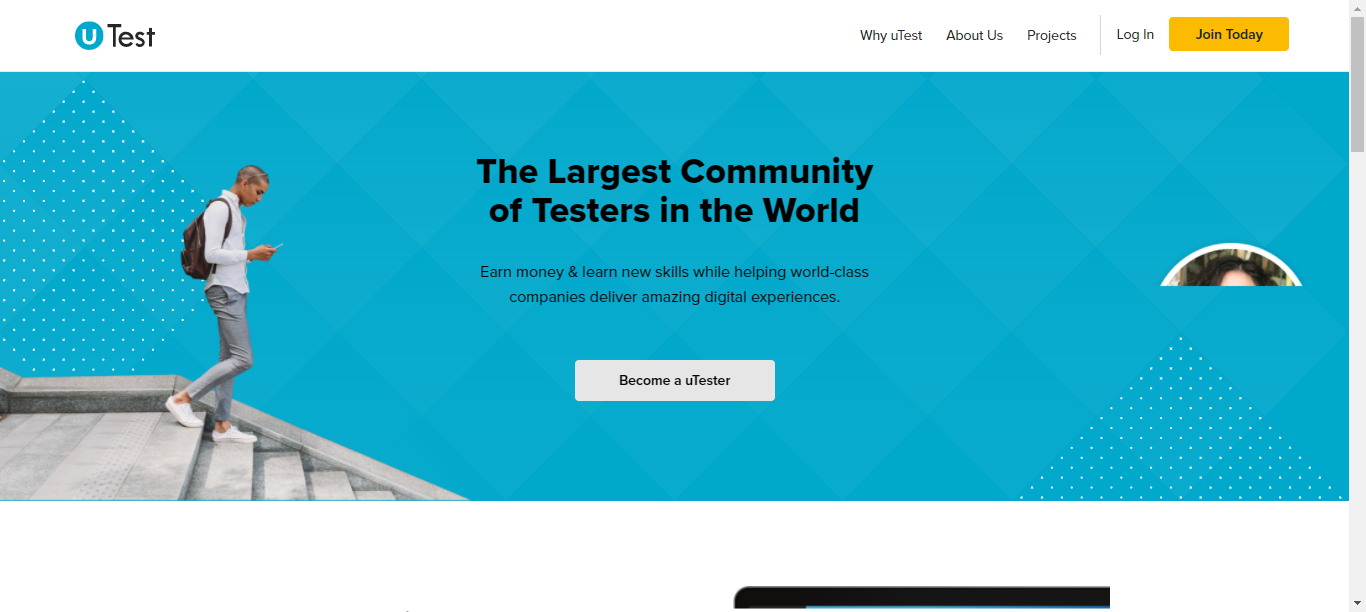 uTest
Why uTest
About Us
Projects
Log In
Join Today
The Largest Community
of Testers in the World
Earn money & learn new skills while helping world-class
companies deliver amazing digital experiences.
Become a uTester